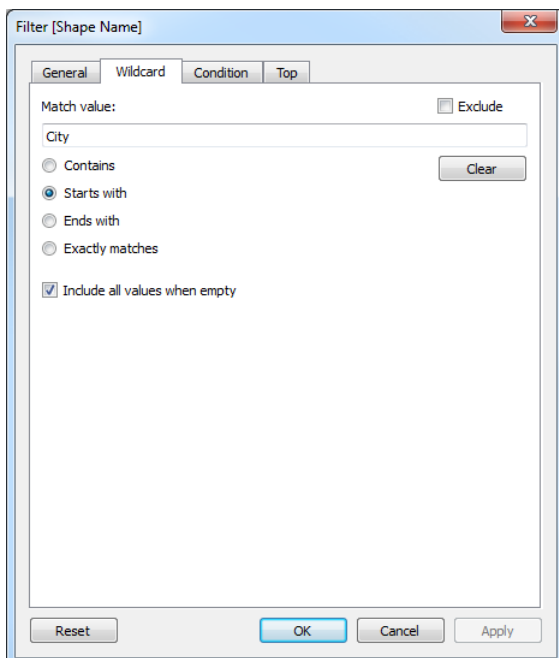 Filter [Shape Name]
General Wildcard Condition Top
Match value: Exclude
City
Contains Clear
Starts with
Ends with
Exactly matches
Include all values when empty
Reset OK Cancel Apply